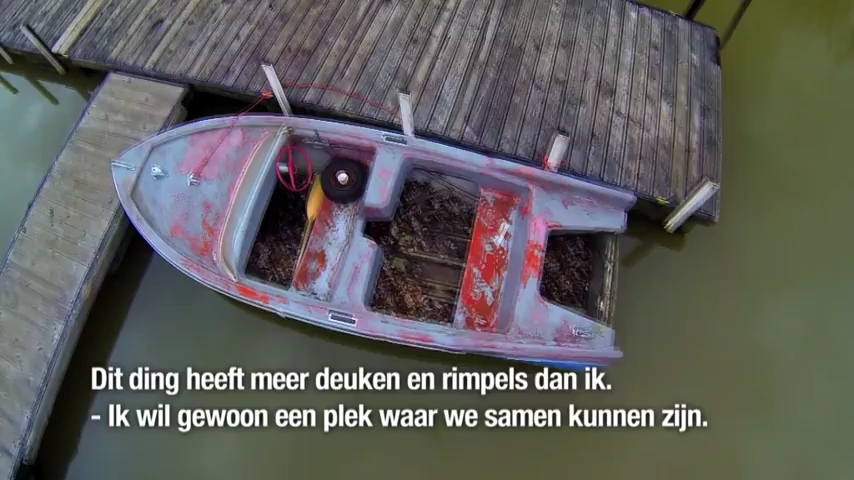 Dit ding heeft meer deuken en rimpels dan ik.
- Ik wil gewoon een plek waar we samen kunnen zijn.